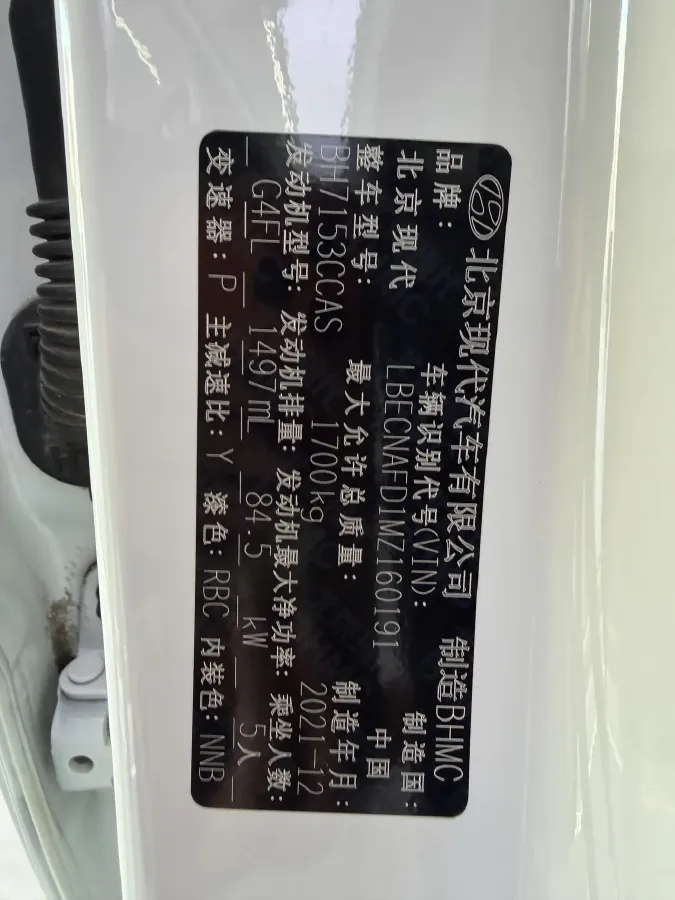 北京现代汽车有限公司 制造BHMC
品牌: 车辆识别代号(VIN): 制造国:
北京现代 LBECNAFD1MZ160191 中国
整车型号: 最大允许总质量: 制造年月:
BH7153CCAS 1700kg 2021-12
发动机型号: 发动机排量: 发动机最大净功率: 乘坐人数:
G4FL 1497mL 84.5 kW 5人
变速器: P 主减速比: Y 漆色: RBC 内装色: NNB